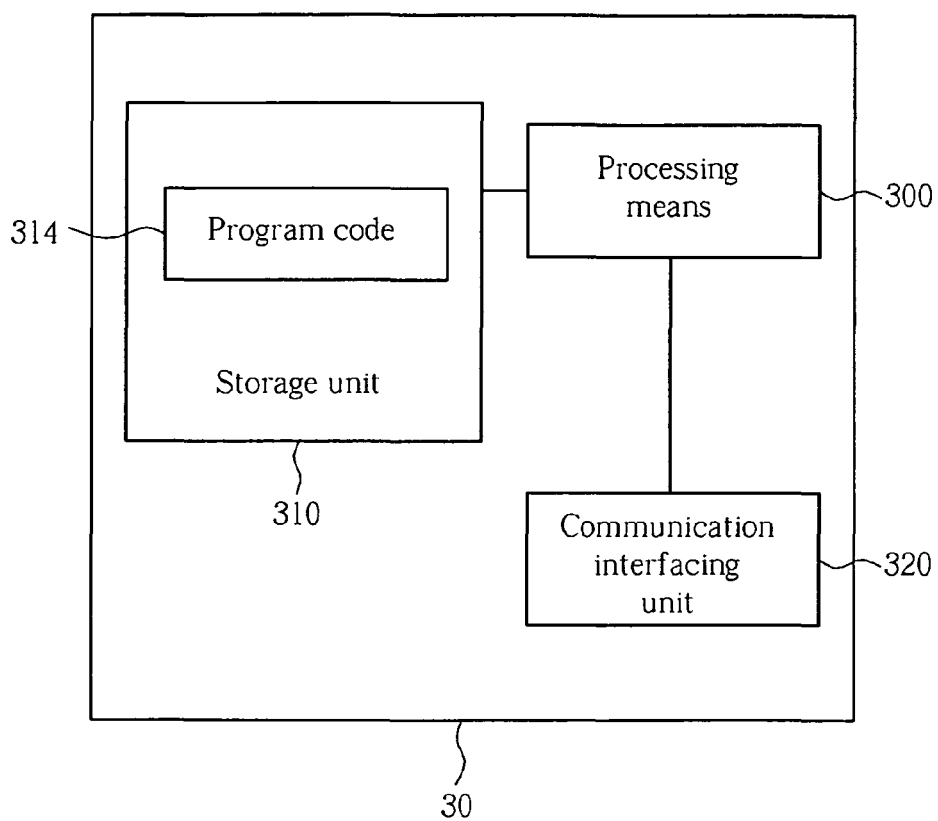 Processing
means
300
314
Program code
Storage unit
310
Communication
interfacing
unit
320
30